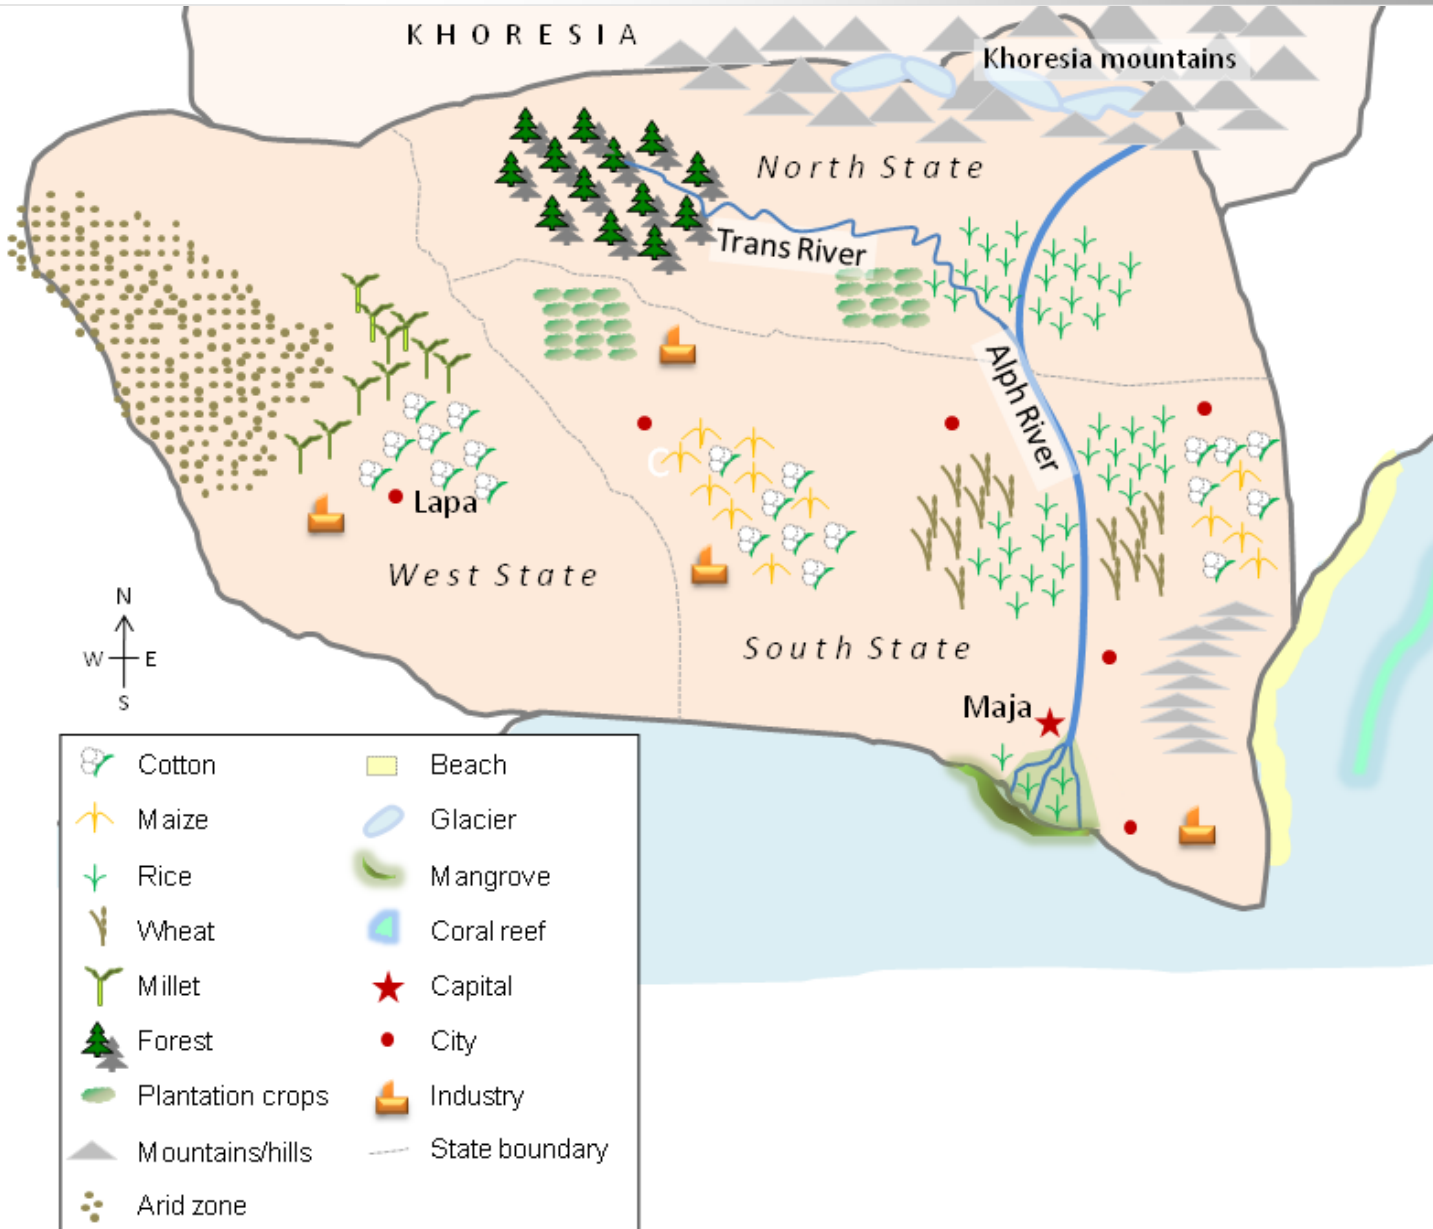 KHORESIA
Khoresia mountains
North State
Trans River
Alph River
C
Lapa
West State
South State
Maja
N
W E
S
Cotton
Maize
Rice
Wheat
Millet
Forest
Plantation crops
Mountains/hills
Arid zone
Beach
Glacier
Mangrove
Coral reef
Capital
City
Industry
State boundary